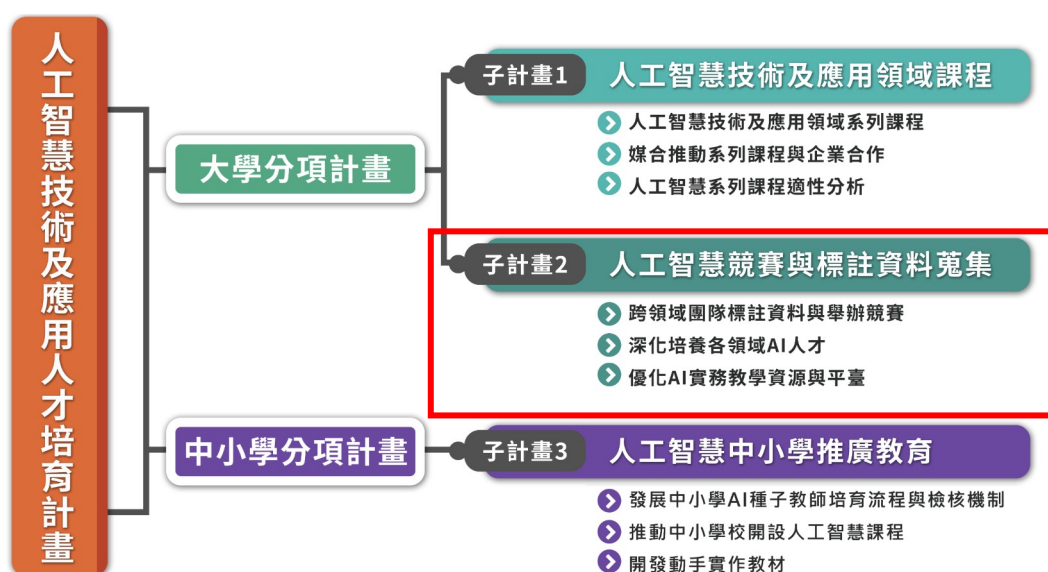 人工智慧技術及應用人才培育計畫
大學分項計畫
子計畫1 人工智慧技術及應用領域課程
人工智慧技術及應用領域系列課程
媒合推動系列課程與企業合作
人工智慧系列課程適性分析
子計畫2 人工智慧競賽與標註資料蒐集
跨領域團隊標註資料與舉辦競賽
深化培養各領域AI人才
優化AI實務教學資源與平臺
中小學分項計畫
子計畫3 人工智慧中小學推廣教育
發展中小學AI種子教師培育流程與檢核機制
推動中小學校開設人工智慧課程
開發動手實作教材